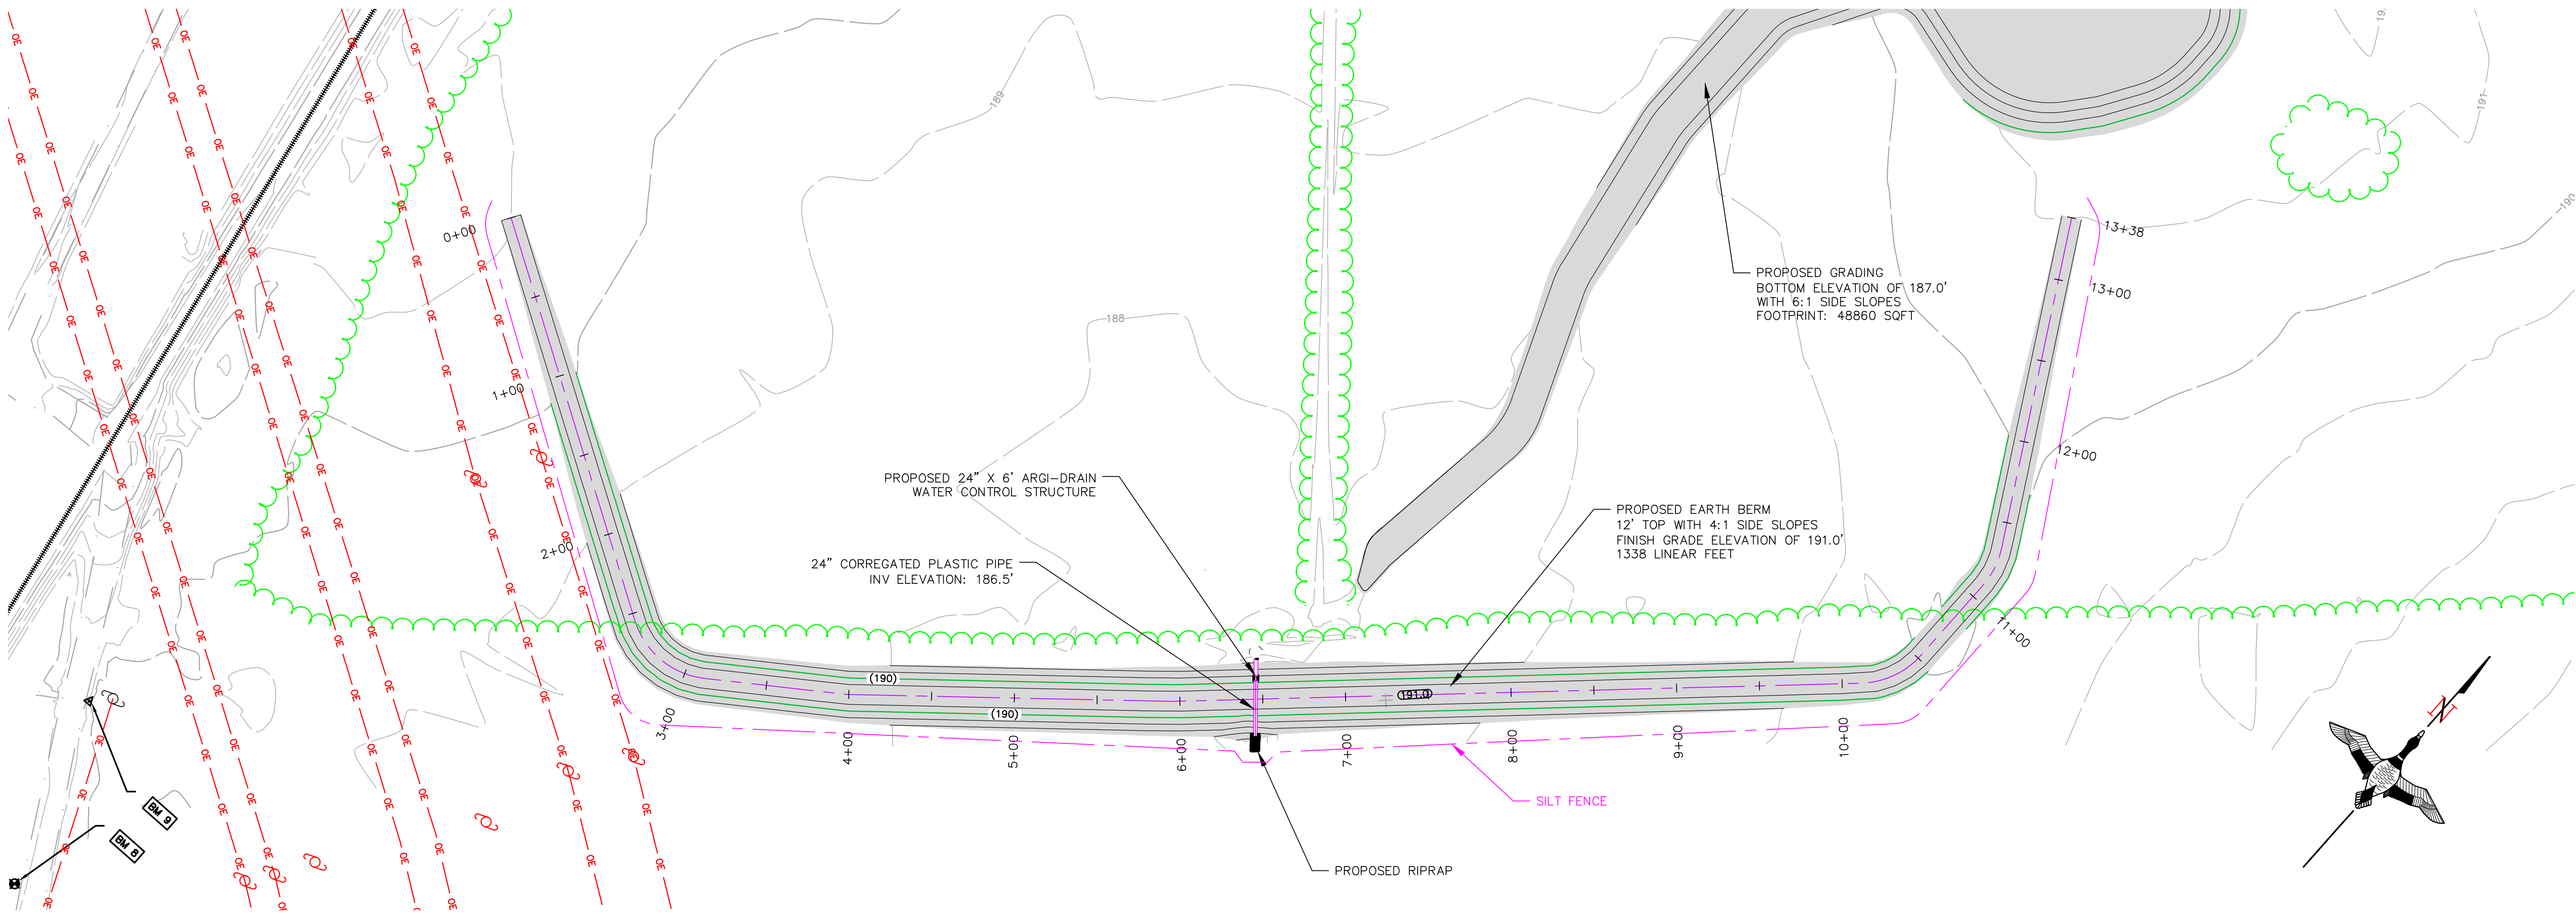 189
188
191
190
0+00
1+00
2+00
3+00
4+00
5+00
6+00
7+00
8+00
9+00
10+00
11+00
12+00
13+00
13+38
PROPOSED GRADING
BOTTOM ELEVATION OF 187.0'
WITH 6:1 SIDE SLOPES
FOOTPRINT: 48860 SQFT
PROPOSED 24" X 6' ARGI-DRAIN
WATER CONTROL STRUCTURE
24" CORREGATED PLASTIC PIPE
INV ELEVATION: 186.5'
PROPOSED EARTH BERM
12' TOP WITH 4:1 SIDE SLOPES
FINISH GRADE ELEVATION OF 191.0'
1338 LINEAR FEET
(190)
(190)
191.0
SILT FENCE
PROPOSED RIPRAP
BM 9
BM 8
OE
N